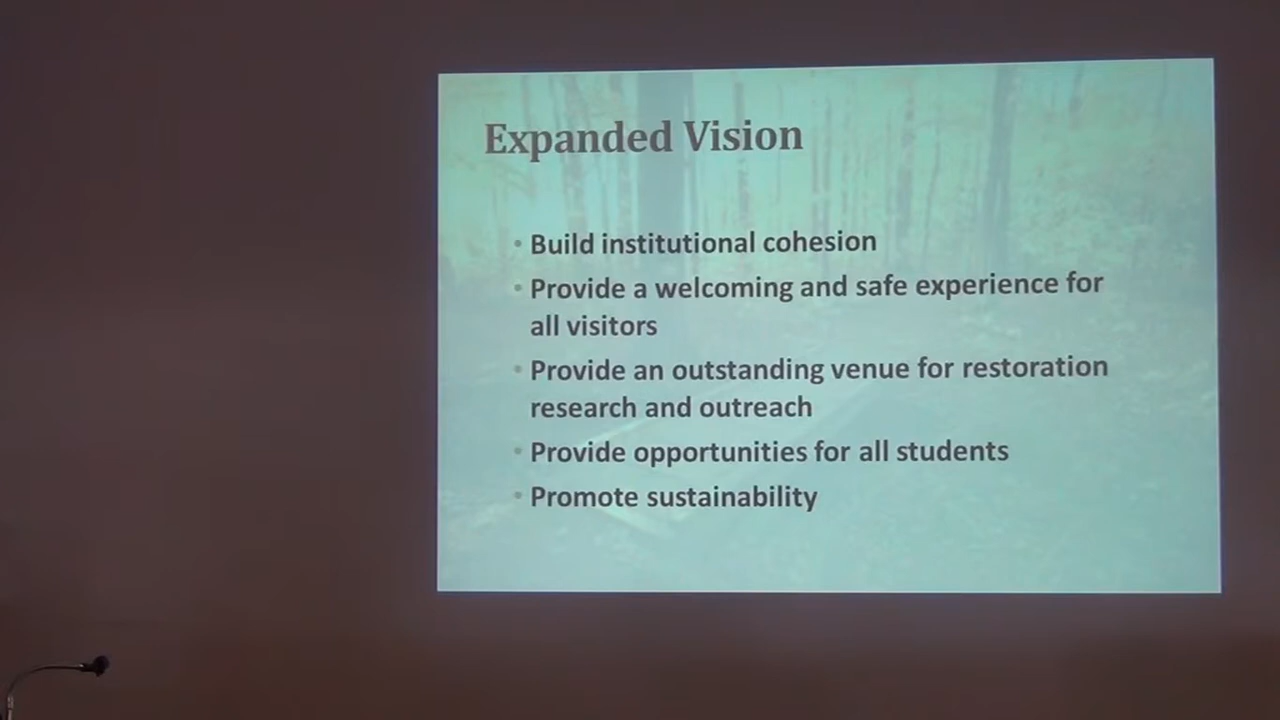 Expanded Vision
• Build institutional cohesion
• Provide a welcoming and safe experience for
all visitors
• Provide an outstanding venue for restoration
research and outreach
• Provide opportunities for all students
• Promote sustainability